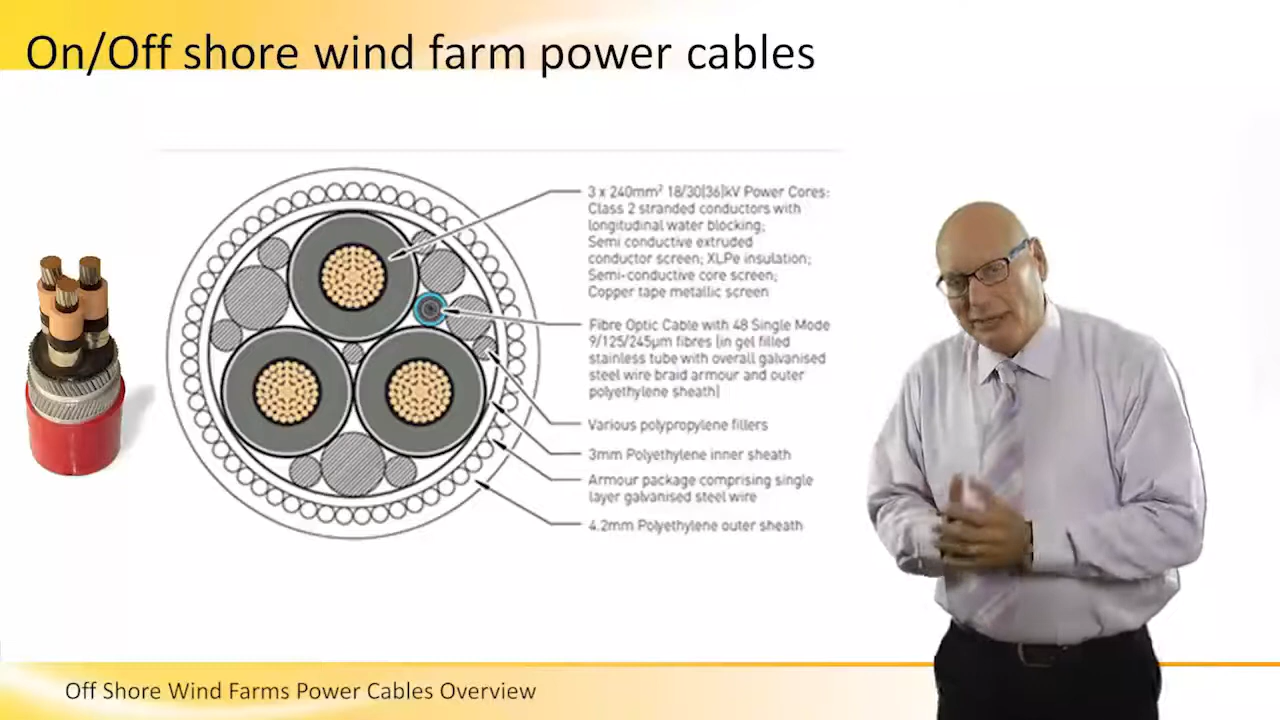 On/Off shore wind farm power cables
3 x 240mm² 18/30(36)kV Power Cores:
Class 2 stranded conductors with
longitudinal water blocking;
Semi conductive extruded
conductor screen; XLPe insulation;
Semi-conductive core screen;
Copper tape metallic screen
Fibre Optic Cable with 48 Single Mode
9/125/245µm fibres (in gel filled
stainless tube with overall galvanised
steel wire braid armour and outer
polyethylene sheath)
Various polypropylene fillers
3mm Polyethylene inner sheath
Armour package comprising single
layer galvanised steel wire
4.2mm Polyethylene outer sheath
Off Shore Wind Farms Power Cables Overview